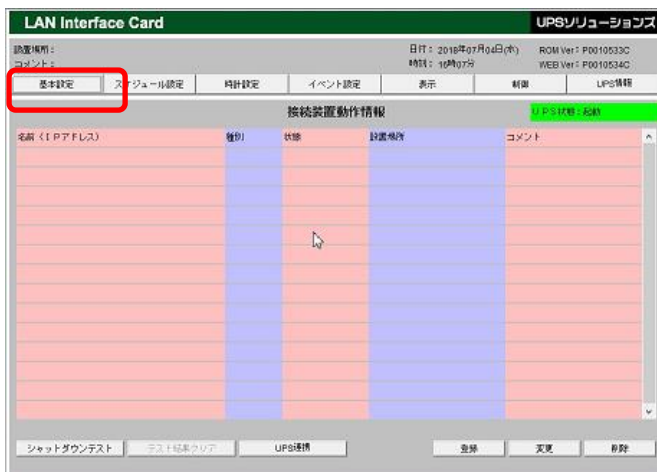 LAN Interface Card UPSソリューションズ
設置場所： 日付： 2018年07月04日(水) ROM Ver： P0010533C
コメント： 時刻： 16時07分 WEB Ver： P0010534C
基本設定 スケジュール設定 時計設定 イベント設定 表示 制御 UPS情報
接続装置動作情報 ＵＰＳ状態：起動
名前（ＩＰアドレス） 種別 状態 設置場所 コメント
シャットダウンテスト テスト結果クリア UPS連携 登録 変更 削除